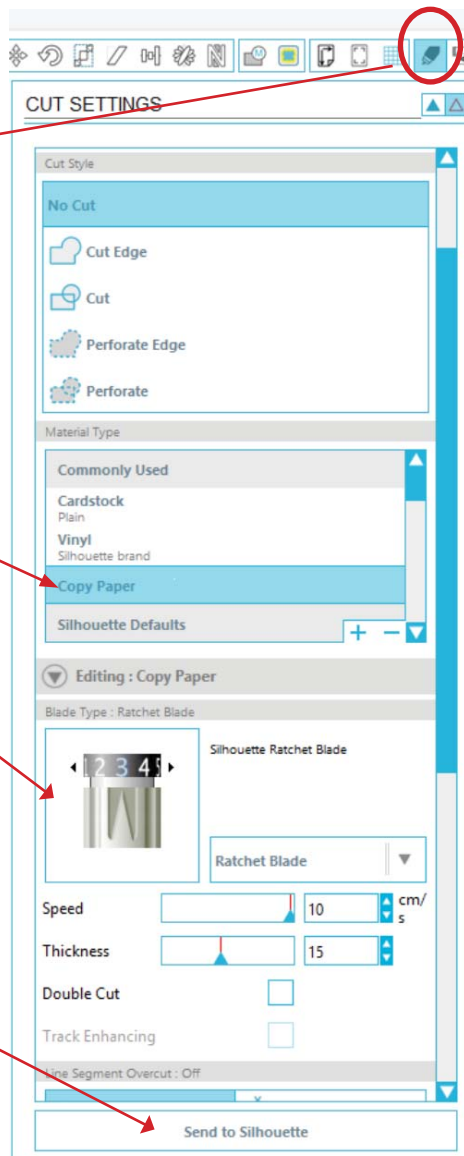 CUT SETTINGS
Cut Style
No Cut
Cut Edge
Cut
Perforate Edge
Perforate
Material Type
Commonly Used
Cardstock
Plain
Vinyl
Silhouette brand
Copy Paper
Silhouette Defaults
+ −
Editing : Copy Paper
Blade Type : Ratchet Blade
1 2 3 4 5
Silhouette Ratchet Blade
Ratchet Blade
Speed 10 cm/
s
Thickness 15
Double Cut
Track Enhancing
Line Segment Overcut : Off
Send to Silhouette